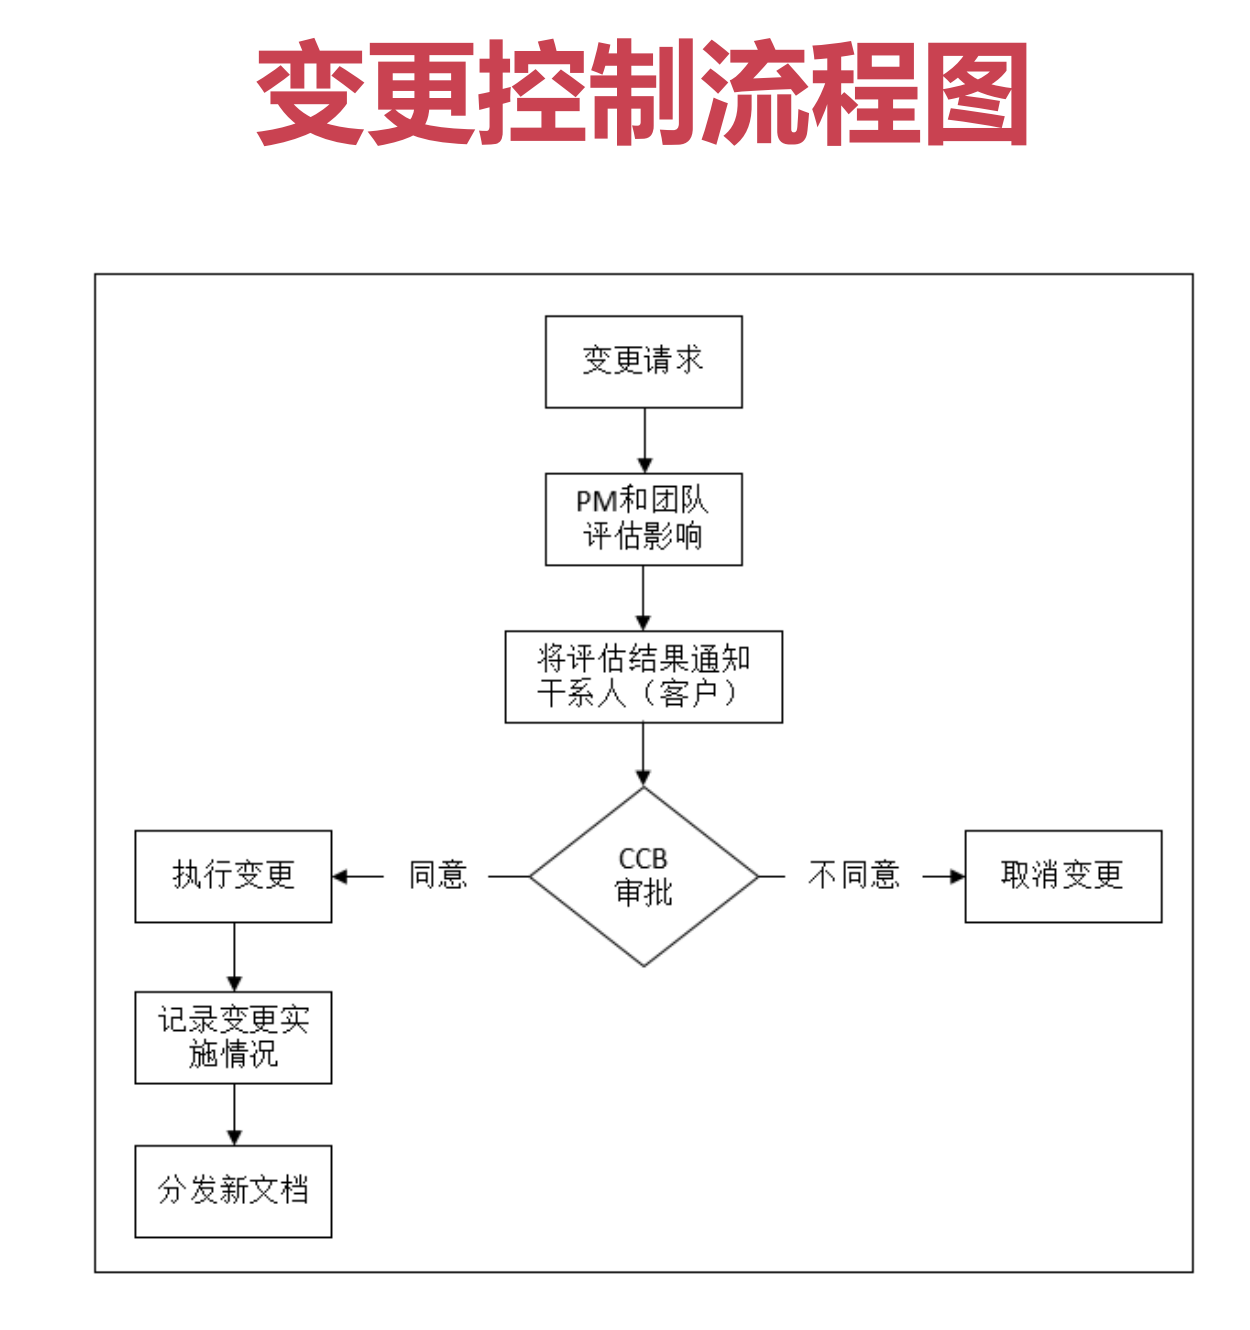 变更控制流程图
变更请求
PM和团队
评估影响
将评估结果通知
干系人（客户）
CCB
审批
同意
不同意
执行变更
取消变更
记录变更实
施情况
分发新文档